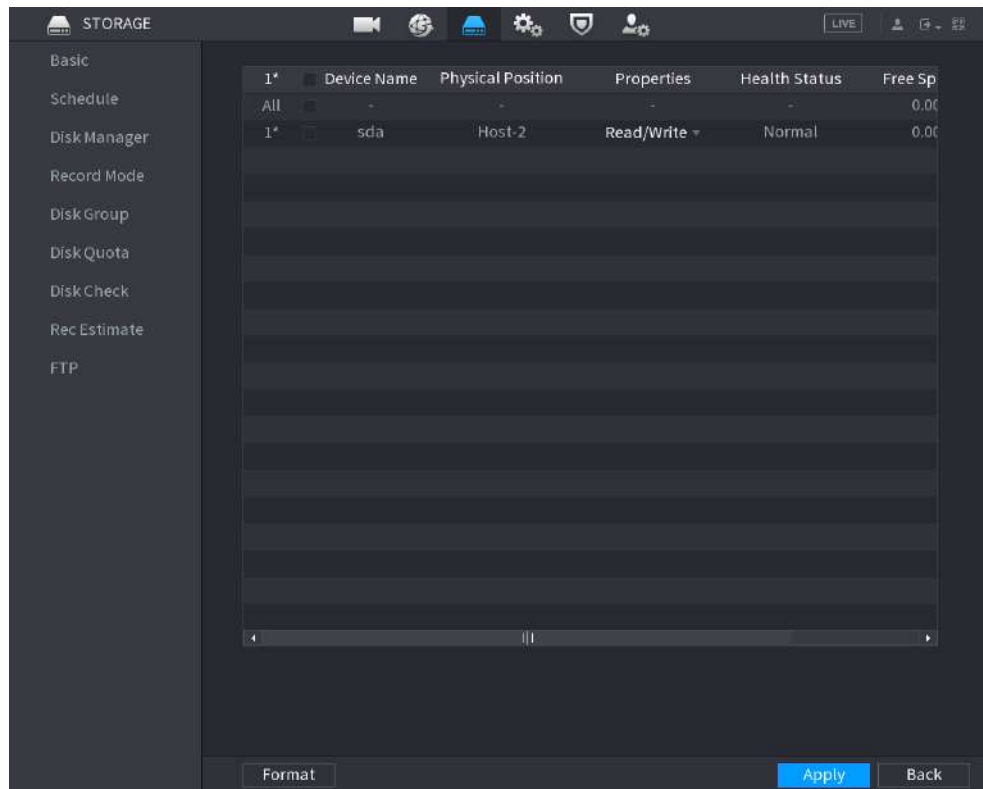 STORAGE LIVE
Basic
Schedule
Disk Manager
Record Mode
Disk Group
Disk Quota
Disk Check
Rec Estimate
FTP
1* Device Name Physical Position Properties Health Status Free Sp
All - - - - 0.00
1* sda Host-2 Read/Write Normal 0.00
Format Apply Back